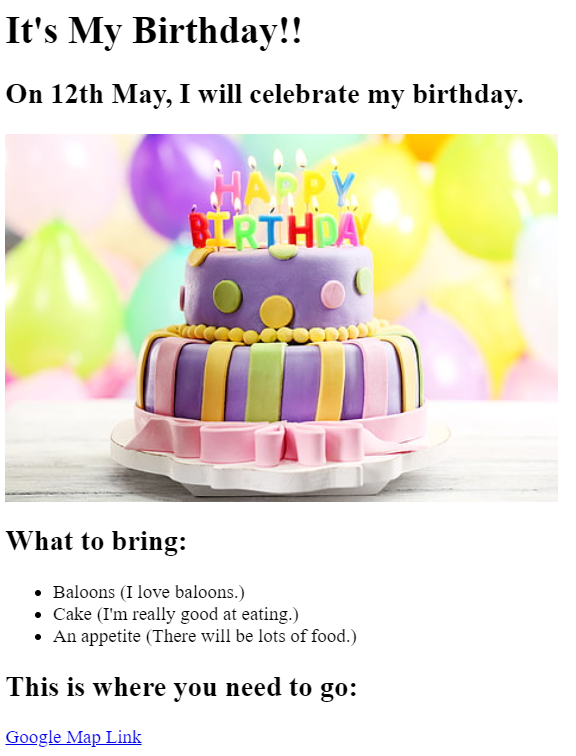 It's My Birthday!!
On 12th May, I will celebrate my birthday.
HAPPY
BIRTHDAY
What to bring:
Baloons (I love baloons.)
Cake (I'm really good at eating.)
An appetite (There will be lots of food.)
This is where you need to go:
Google Map Link